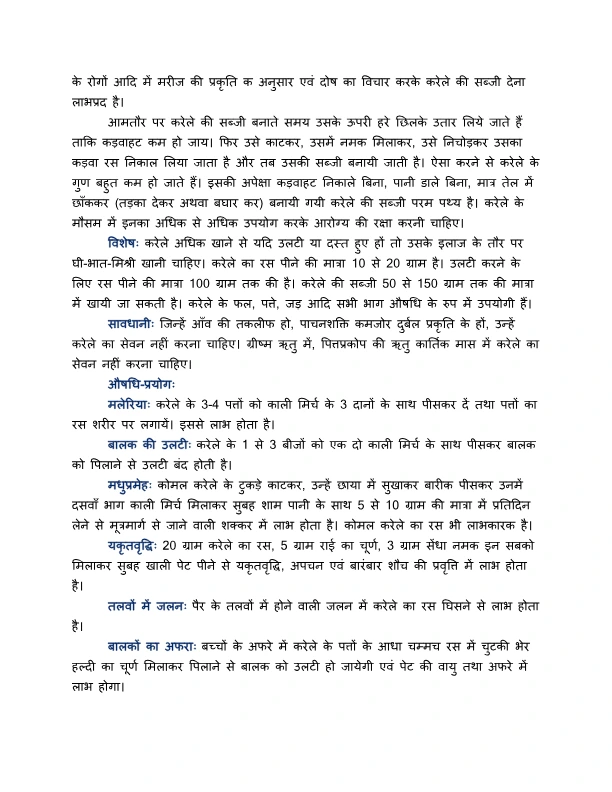 के रोगों आदि में मरीज की प्रकृति क अनुसार एवं दोष का विचार करके करेले की सब्जी देना
लाभप्रद है।
आमतौर पर करेले की सब्जी बनाते समय उसके ऊपरी हरे छिलके उतार लिये जाते हैं
ताकि कड़वाहट कम हो जाय। फिर उसे काटकर, उसमें नमक मिलाकर, उसे निचोड़कर उसका
कड़वा रस निकाल लिया जाता है और तब उसकी सब्जी बनायी जाती है। ऐसा करने से करेले के
गुण बहुत कम हो जाते हैं। इसकी अपेक्षा कड़वाहट निकाले बिना, पानी डाले बिना, मात्र तेल में
छौंककर (तड़का देकर अथवा बघार कर) बनायी गयी करेले की सब्जी परम पथ्य है। करेले के
मौसम में इनका अधिक से अधिक उपयोग करके आरोग्य की रक्षा करनी चाहिए।
विशेषः करेले अधिक खाने से यदि उलटी या दस्त हुए हों तो उसके इलाज के तौर पर
घी-भात-मिश्री खानी चाहिए। करेले का रस पीने की मात्रा 10 से 20 ग्राम है। उलटी करने के
लिए रस पीने की मात्रा 100 ग्राम तक की है। करेले की सब्जी 50 से 150 ग्राम तक की मात्रा
में खायी जा सकती है। करेले के फल, पत्ते, जड़ आदि सभी भाग औषधि के रुप में उपयोगी हैं।
सावधानीः जिन्हें आँव की तकलीफ हो, पाचनशक्ति कमजोर दुर्बल प्रकृति के हों, उन्हें
करेले का सेवन नहीं करना चाहिए। ग्रीष्म ऋतु में, पित्तप्रकोप की ऋतु कार्तिक मास में करेले का
सेवन नहीं करना चाहिए।
औषधि-प्रयोगः
मलेरियाः करेले के 3-4 पत्तों को काली मिर्च के 3 दानों के साथ पीसकर दें तथा पत्तों का
रस शरीर पर लगायें। इससे लाभ होता है।
बालक की उलटीः करेले के 1 से 3 बीजों को एक दो काली मिर्च के साथ पीसकर बालक
को पिलाने से उलटी बंद होती है।
मधुप्रमेहः कोमल करेले के टुकड़े काटकर, उन्हें छाया में सुखाकर बारीक पीसकर उनमें
दसवाँ भाग काली मिर्च मिलाकर सुबह शाम पानी के साथ 5 से 10 ग्राम की मात्रा में प्रतिदिन
लेने से मूत्रमार्ग से जाने वाली शक्कर में लाभ होता है। कोमल करेले का रस भी लाभकारक है।
यकृतवृद्धिः 20 ग्राम करेले का रस, 5 ग्राम राई का चूर्ण, 3 ग्राम सेंधा नमक इन सबको
मिलाकर सुबह खाली पेट पीने से यकृतवृद्धि, अपचन एवं बारंबार शौच की प्रवृत्ति में लाभ होता
है।
तलवों में जलनः पैर के तलवों में होने वाली जलन में करेले का रस घिसने से लाभ होता
है।
बालकों का अफराः बच्चों के अफरे में करेले के पत्तों के आधा चम्मच रस में चुटकी भेर
हल्दी का चूर्ण मिलाकर पिलाने से बालक को उलटी हो जायेगी एवं पेट की वायु तथा अफरे में
लाभ होगा।